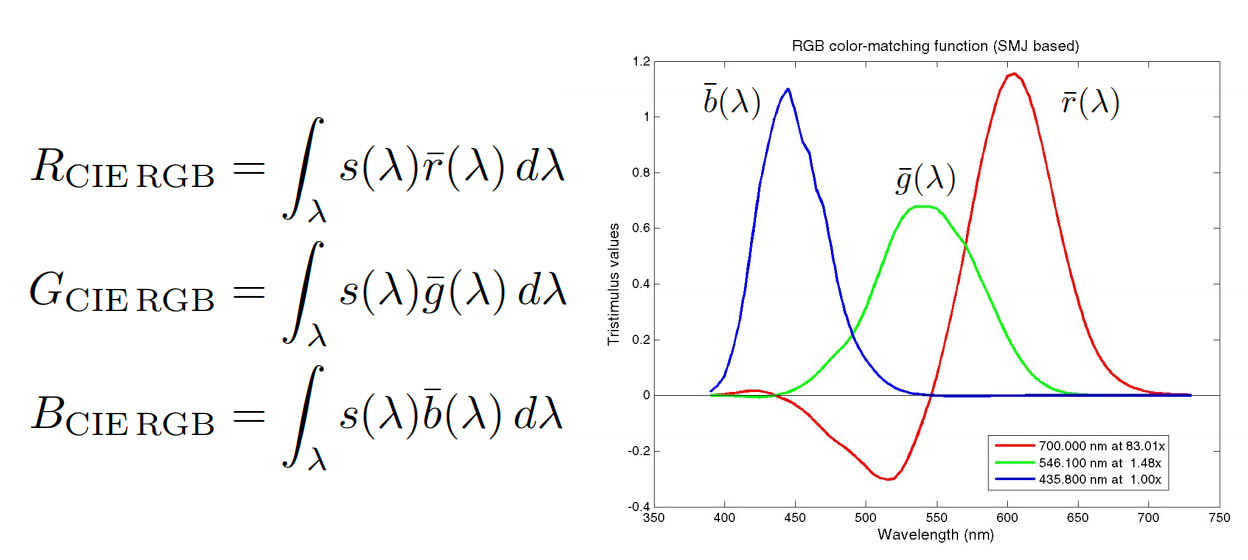 R_CIE RGB = ∫_λ s(λ)r̄(λ) dλ
G_CIE RGB = ∫_λ s(λ)ḡ(λ) dλ
B_CIE RGB = ∫_λ s(λ)b̄(λ) dλ
RGB color-matching function (SMJ based)
b̄(λ)
r̄(λ)
ḡ(λ)
Tristimulus values
1.2
1
0.8
0.6
0.4
0.2
0
-0.2
-0.4
700.000 nm at 83.01x
546.100 nm at 1.48x
435.800 nm at 1.00x
350 400 450 500 550 600 650 700 750
Wavelength (nm)